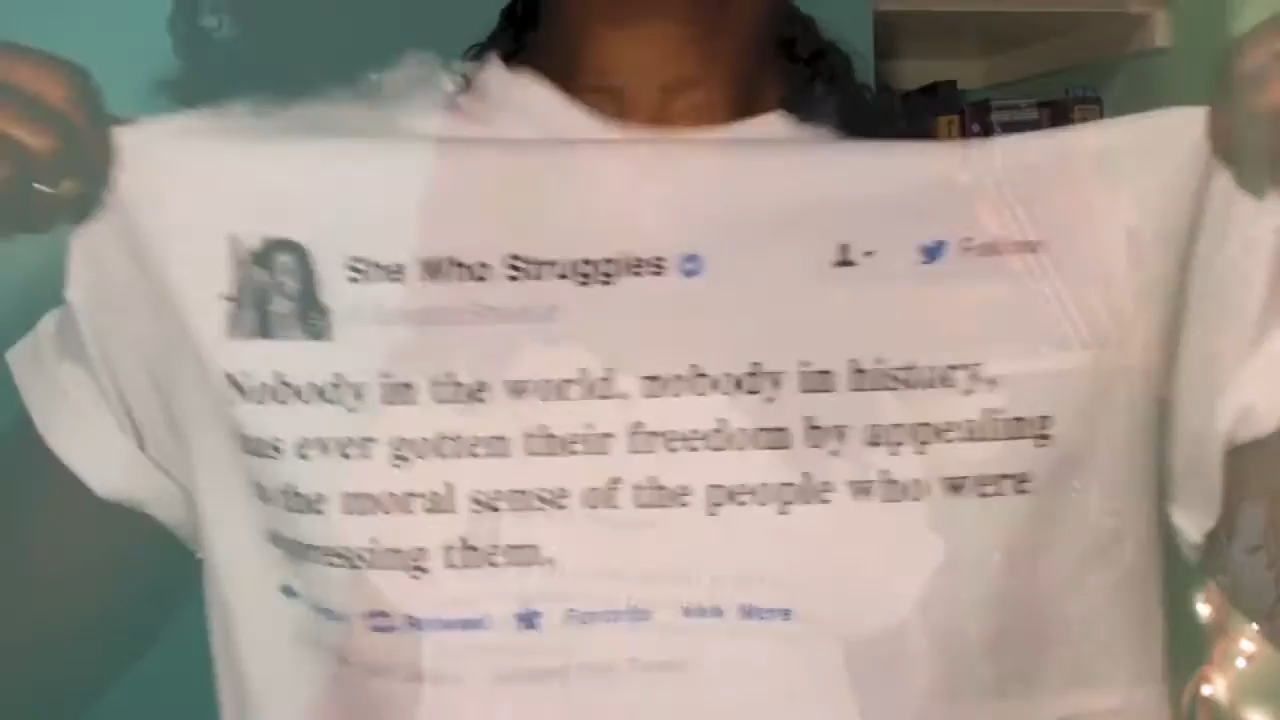 She Who Struggles
Follow
Nobody in the world, nobody in history,
has ever gotten their freedom by appealing
to the moral sense of the people who were
oppressing them.
Retweet Favorite More